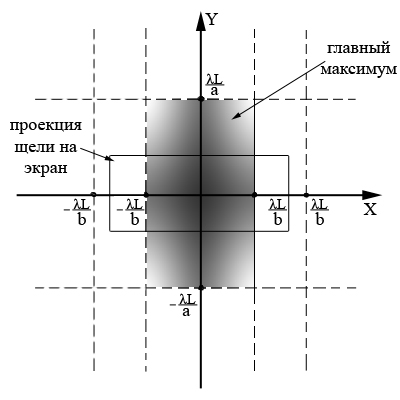 Y
главный
максимум
λL
a
проекция
щели на
экран
X
-λL
b
-λL
b
λL
b
λL
b
-λL
a